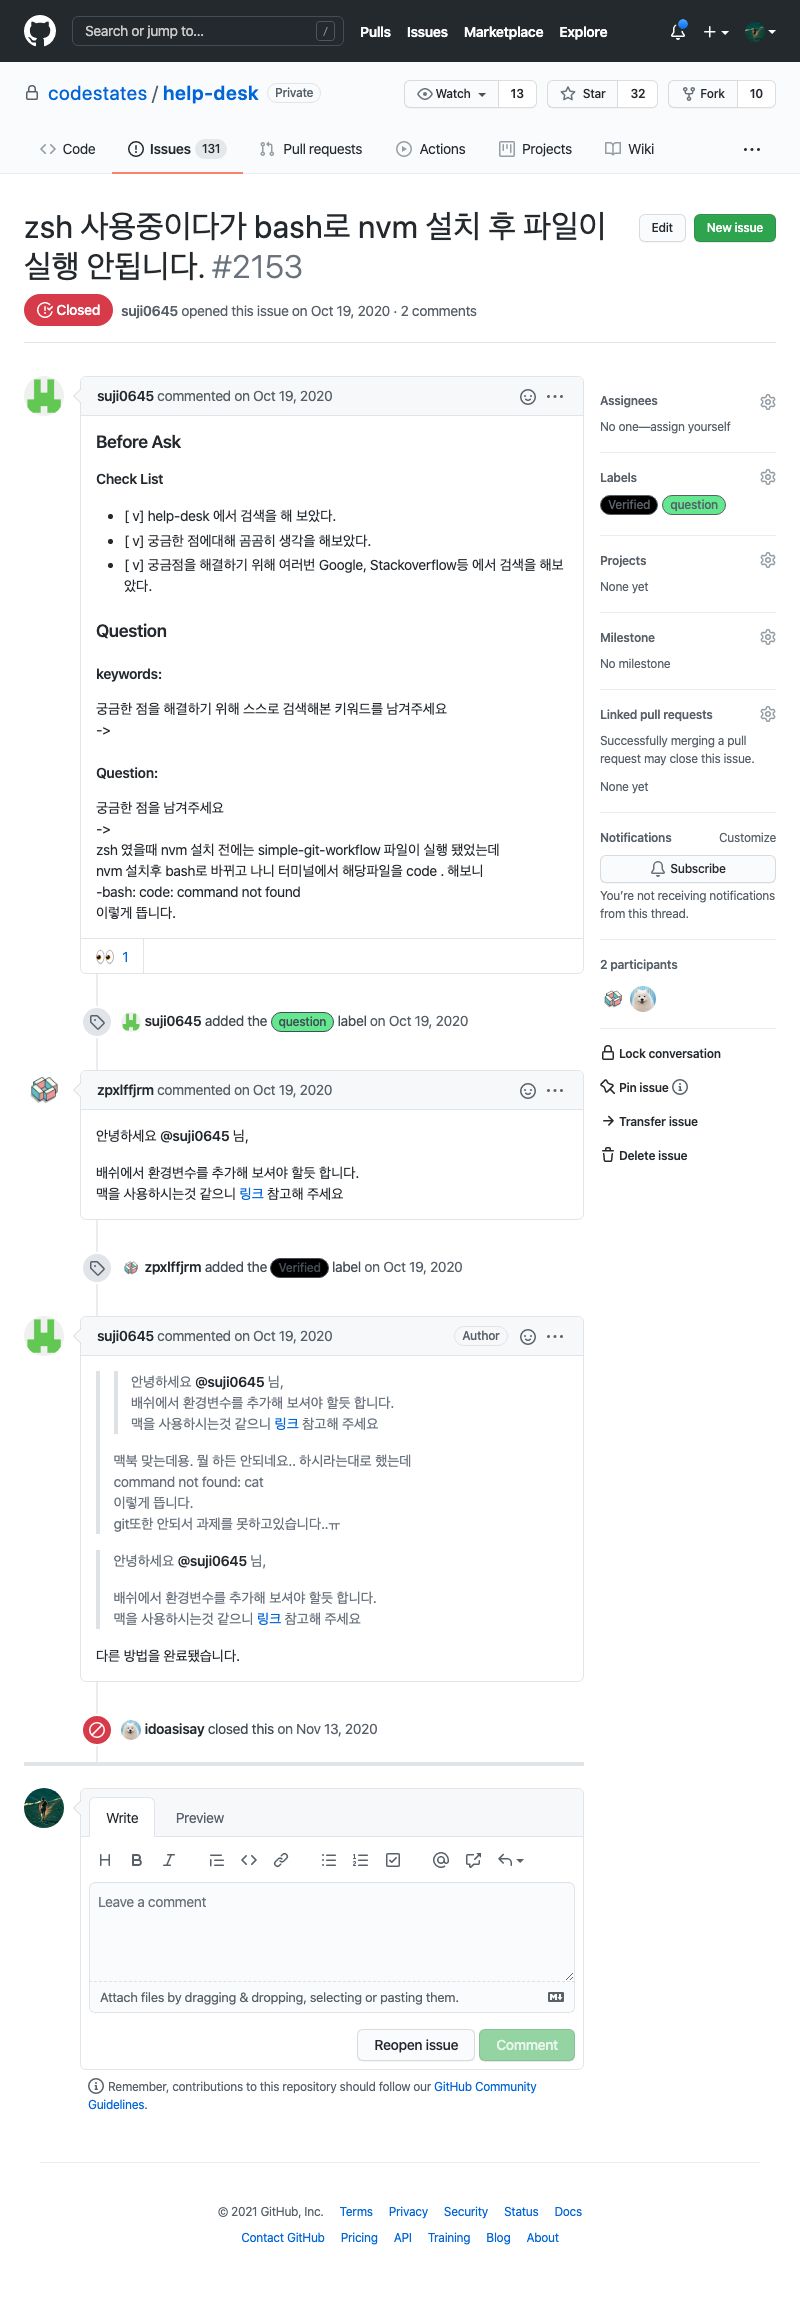 Search or jump to... /
Pulls Issues Marketplace Explore
codestates / help-desk Private
Watch 13 Star 32 Fork 10
Code Issues 131 Pull requests Actions Projects Wiki
zsh 사용중이다가 bash로 nvm 설치 후 파일이
실행 안됩니다. #2153
Edit New issue
Closed suji0645 opened this issue on Oct 19, 2020 · 2 comments
suji0645 commented on Oct 19, 2020
Before Ask
Check List
[ v] help-desk 에서 검색을 해 보았다.
[ v] 궁금한 점에대해 곰곰히 생각을 해보았다.
[ v] 궁금점을 해결하기 위해 여러번 Google, Stackoverflow등 에서 검색을 해보
았다.
Question
keywords:
궁금한 점을 해결하기 위해 스스로 검색해본 키워드를 남겨주세요
->
Question:
궁금한 점을 남겨주세요
->
zsh 였을때 nvm 설치 전에는 simple-git-workflow 파일이 실행 됐었는데
nvm 설치후 bash로 바뀌고 나니 터미널에서 해당파일을 code . 해보니
-bash: code: command not found
이렇게 뜹니다.
1
suji0645 added the question label on Oct 19, 2020
zpxlffjrm commented on Oct 19, 2020
안녕하세요 @suji0645 님,
배쉬에서 환경변수를 추가해 보셔야 할듯 합니다.
맥을 사용하시는것 같으니 링크 참고해 주세요
zpxlffjrm added the Verified label on Oct 19, 2020
suji0645 commented on Oct 19, 2020 Author
안녕하세요 @suji0645 님,
배쉬에서 환경변수를 추가해 보셔야 할듯 합니다.
맥을 사용하시는것 같으니 링크 참고해 주세요
맥북 맞는데용. 뭘 하든 안되네요.. 하시라는대로 했는데
command not found: cat
이렇게 뜹니다.
git또한 안되서 과제를 못하고있습니다..ㅠ
안녕하세요 @suji0645 님,
배쉬에서 환경변수를 추가해 보셔야 할듯 합니다.
맥을 사용하시는것 같으니 링크 참고해 주세요
다른 방법을 완료됐습니다.
idoasisay closed this on Nov 13, 2020
Assignees
No one—assign yourself
Labels
Verified question
Projects
None yet
Milestone
No milestone
Linked pull requests
Successfully merging a pull
request may close this issue.
None yet
Notifications Customize
Subscribe
You're not receiving notifications
from this thread.
2 participants
Lock conversation
Pin issue
Transfer issue
Delete issue
Write Preview
Leave a comment
Attach files by dragging & dropping, selecting or pasting them.
Reopen issue Comment
Remember, contributions to this repository should follow our GitHub Community
Guidelines.
© 2021 GitHub, Inc. Terms Privacy Security Status Docs
Contact GitHub Pricing API Training Blog About